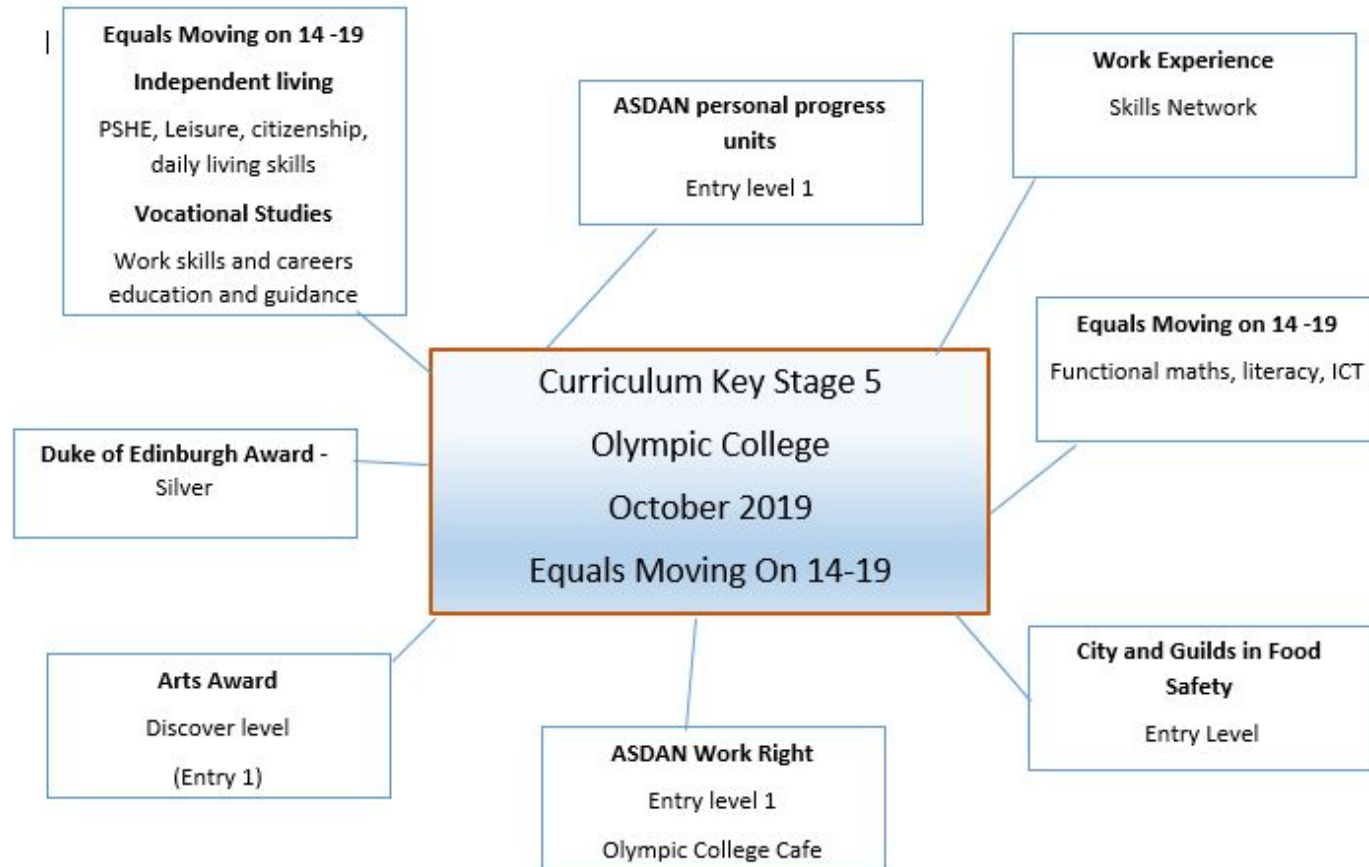 Equals Moving on 14 -19
Independent living
PSHE, Leisure, citizenship,
daily living skills
Vocational Studies
Work skills and careers
education and guidance
ASDAN personal progress
units
Entry level 1
Work Experience
Skills Network
Equals Moving on 14 -19
Functional maths, literacy, ICT
Curriculum Key Stage 5
Olympic College
October 2019
Equals Moving On 14-19
Duke of Edinburgh Award -
Silver
Arts Award
Discover level
(Entry 1)
ASDAN Work Right
Entry level 1
Olympic College Cafe
City and Guilds in Food
Safety
Entry Level